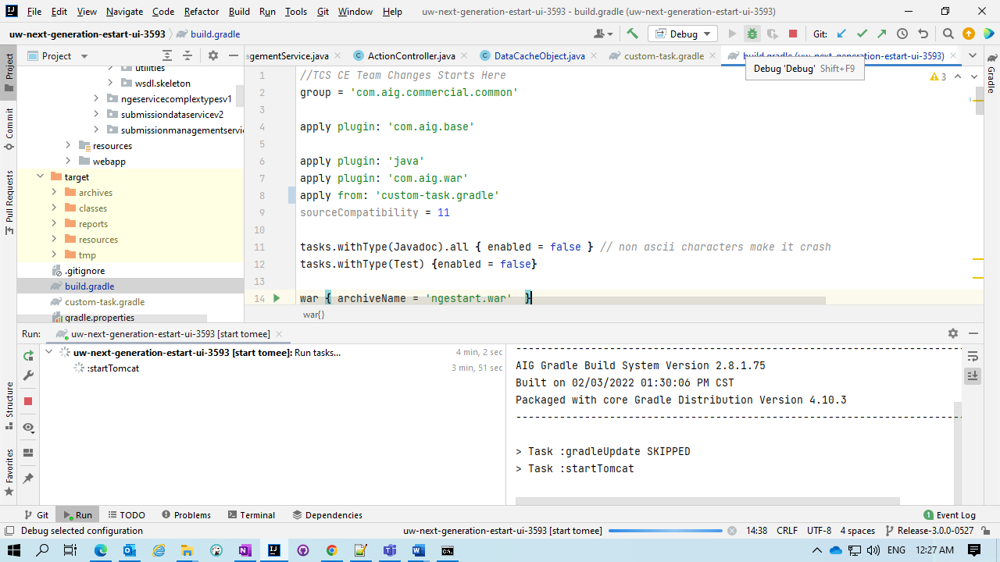 File Edit View Navigate Code Refactor Build Run Tools Git Window Help uw-next-generation-estart-ui-3593 - build.gradle (uw-next-generation-estart-ui-3593)
uw-next-generation-estart-ui-3593 build.gradle Debug Git:
Project agementService.java ActionController.java DataCacheObject.java custom-task.gradle build.gradle (uw-next-generation-estart-ui-3593)
Debug 'Debug' Shift+F9
utilities
wsdl.skeleton
ngeservicecomplextypesv1
submissiondataservicev2
submissionmanagementservic
resources
webapp
target
archives
classes
reports
resources
tmp
.gitignore
build.gradle
custom-task.gradle
gradle.properties
1 //TCS CE Team Changes Starts Here 3
2 group = 'com.aig.commercial.common'
3
4 apply plugin: 'com.aig.base'
5
6 apply plugin: 'java'
7 apply plugin: 'com.aig.war'
8 apply from: 'custom-task.gradle'
9 sourceCompatibility = 11
10
11 tasks.withType(Javadoc).all { enabled = false } // non ascii characters make it crash
12 tasks.withType(Test) {enabled = false}
13
14 war { archiveName = 'ngestart.war' }
war{}
Project
Commit
Pull Requests
Structure
Favorites
Gradle
Run: uw-next-generation-estart-ui-3593 [start tomee]
uw-next-generation-estart-ui-3593 [start tomee]: Run tasks... 4 min, 2 sec
:startTomcat 3 min, 51 sec
------------------------------------------------------------------------
AIG Gradle Build System Version 2.8.1.75
Built on 02/03/2022 01:30:06 PM CST
Packaged with core Gradle Distribution Version 4.10.3
------------------------------------------------------------------------
> Task :gradleUpdate SKIPPED
> Task :startTomcat
Git Run TODO Problems Terminal Dependencies 1 Event Log
Debug selected configuration uw-next-generation-estart-ui-3593 [start tomee] 14:38 CRLF UTF-8 4 spaces Release-3.0.0-0527
ENG 12:27 AM